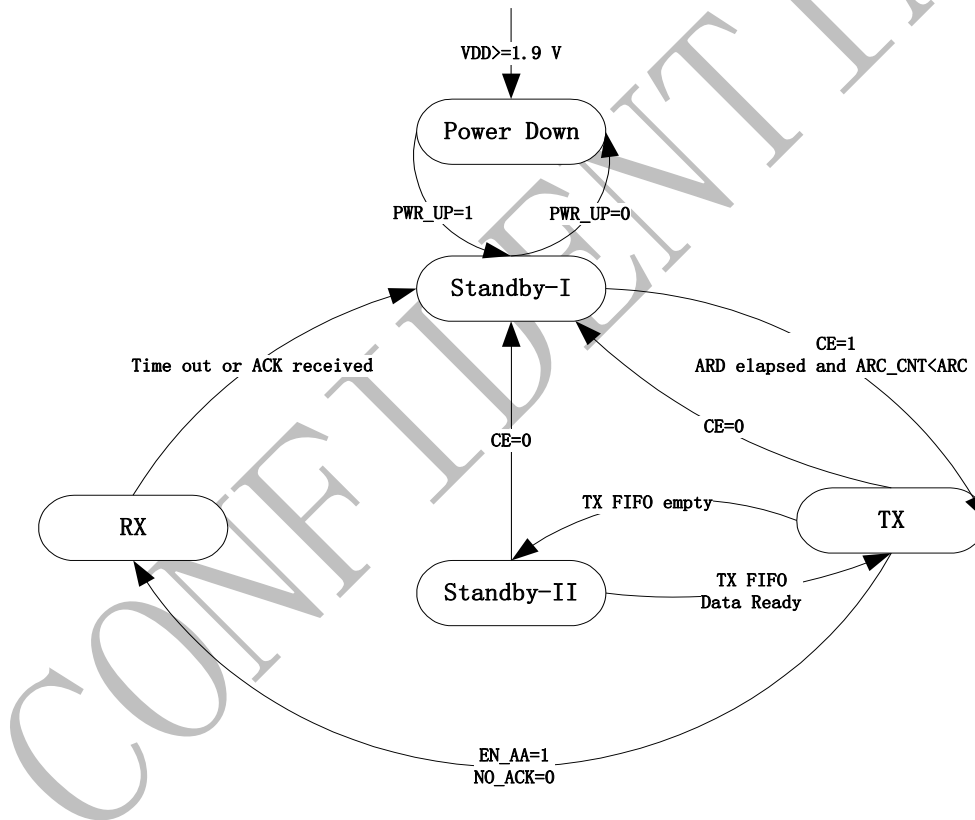 VDD>=1.9 V
Power Down
PWR_UP=1
PWR_UP=0
Standby-I
CE=1
ARD elapsed and ARC_CNT<ARC
Time out or ACK received
CE=0
CE=0
TX FIFO empty
TX
RX
Standby-II
TX FIFO
Data Ready
EN_AA=1
NO_ACK=0
CONFIDENTI